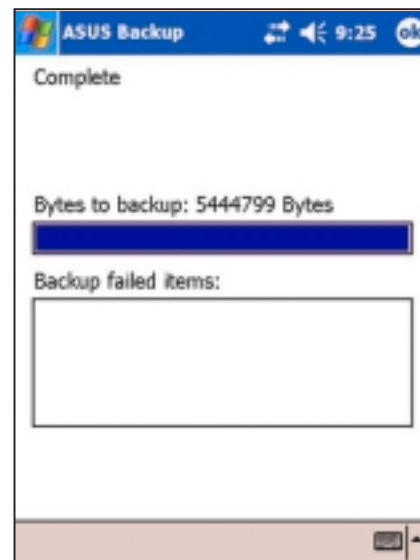 ASUS Backup 9:25 ok
Complete
Bytes to backup: 5444799 Bytes
Backup failed items: